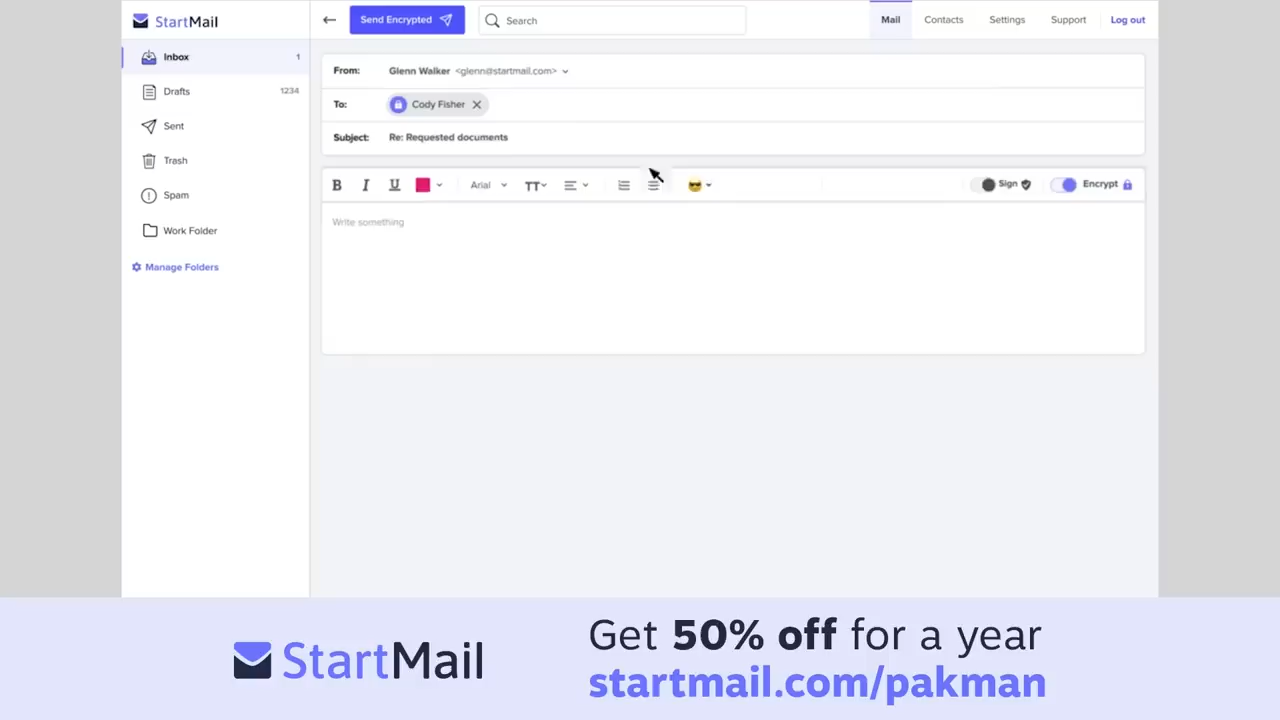 StartMail
Send Encrypted
Search
Mail
Contacts
Settings
Support
Log out
Inbox 1
Drafts 1234
Sent
Trash
Spam
Work Folder
Manage Folders
From: Glenn Walker <glenn@startmail.com>
To: Cody Fisher
Subject: Re: Requested documents
B I U Arial TT Sign Encrypt
Write something
StartMail
Get 50% off for a year
startmail.com/pakman